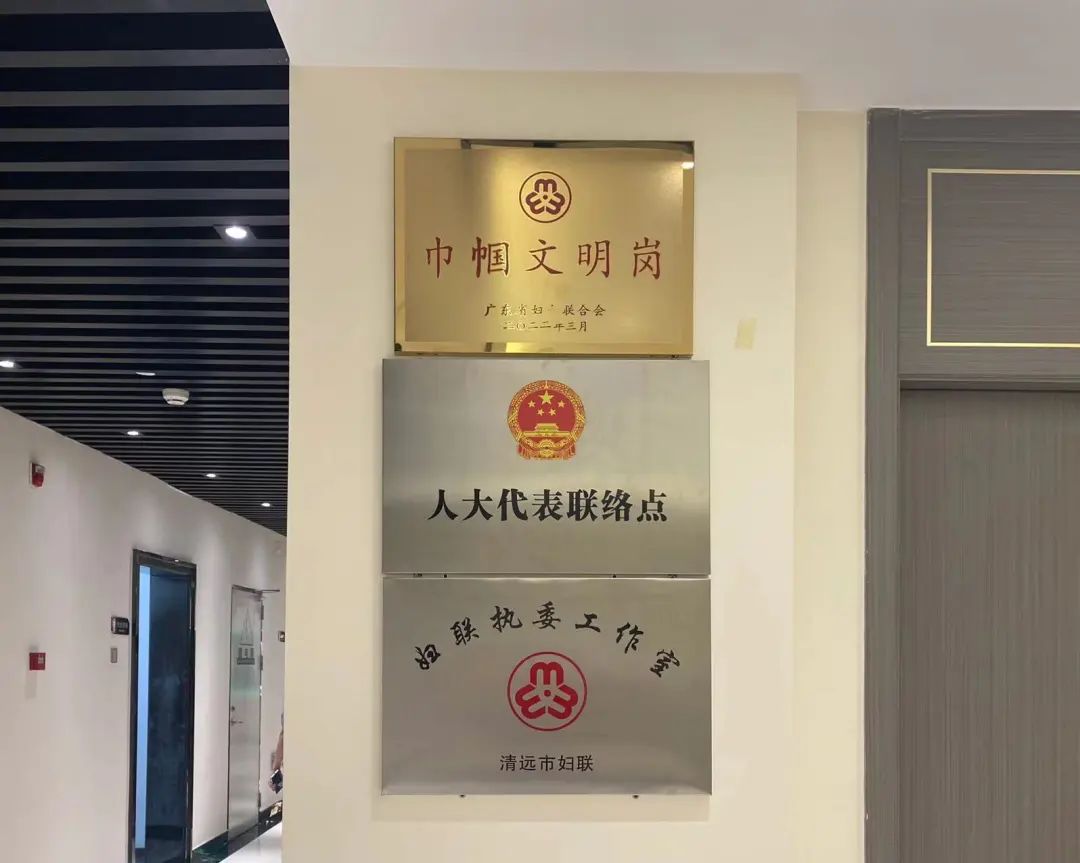 巾帼文明岗
广东省妇 联合会
二〇二二年三月
人大代表联络点
妇联执委工作室
清远市妇联